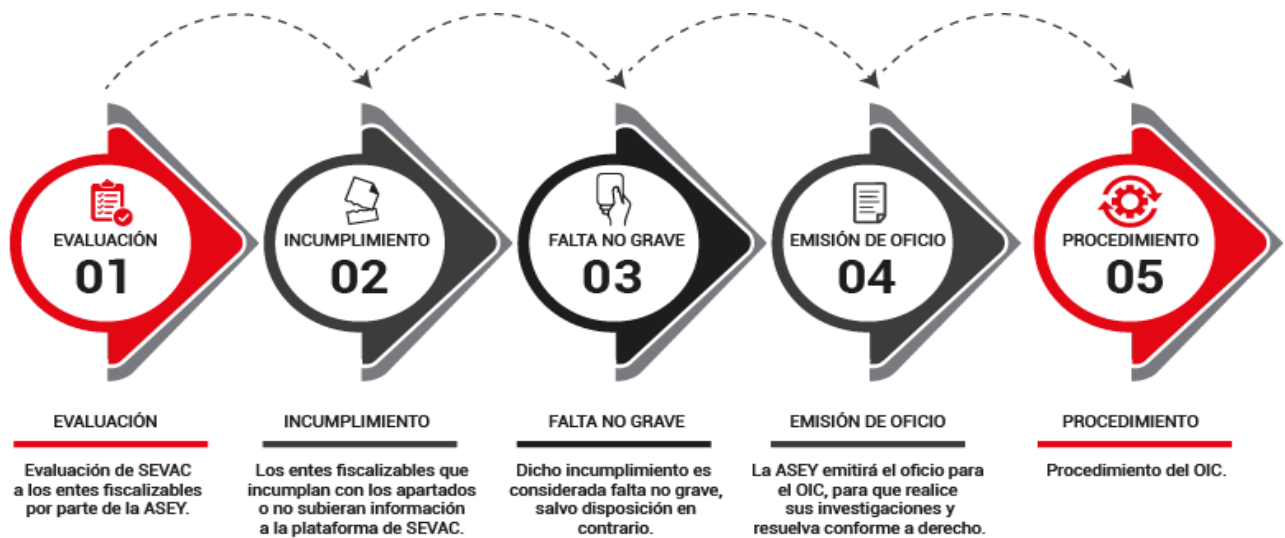 EVALUACIÓN
01
INCUMPLIMIENTO
02
FALTA NO GRAVE
03
EMISIÓN DE OFICIO
04
PROCEDIMIENTO
05
EVALUACIÓN
Evaluación de SEVAC
a los entes fiscalizables
por parte de la ASEY.
INCUMPLIMIENTO
Los entes fiscalizables que
incumplan con los apartados
o no subieran información
a la plataforma de SEVAC.
FALTA NO GRAVE
Dicho incumplimiento es
considerada falta no grave,
salvo disposición en
contrario.
EMISIÓN DE OFICIO
La ASEY emitirá el oficio para
el OIC, para que realice
sus investigaciones y
resuelva conforme a derecho.
PROCEDIMIENTO
Procedimiento del OIC.